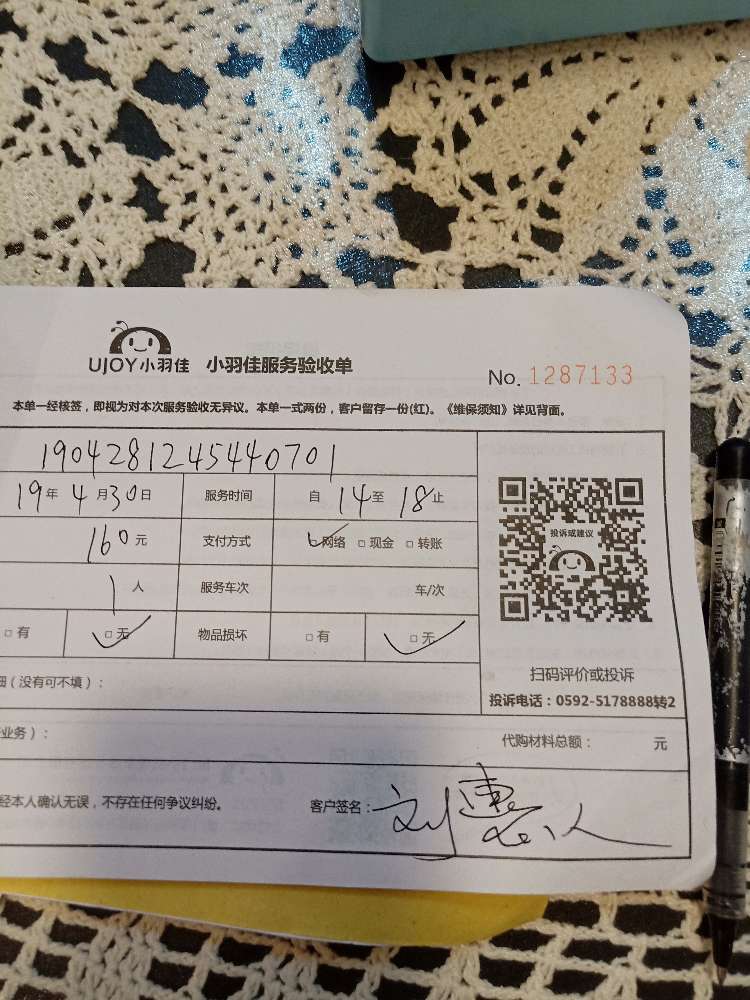 UJOY小羽佳 小羽佳服务验收单
No. 1287133
本单一经核签，即视为对本次服务验收无异议。本单一式两份，客户留存一份(红)。《维保须知》详见背面。
1904281245440701
19年 4月30日 服务时间 自 14 至 18 止
投诉或建议
160元 支付方式 ☑网络 □现金 □转账
1人 服务车次 车/次
□有 ☑无 物品损坏 □有 ☑无
扫码评价或投诉
细（没有可不填）：
投诉电话：0592-5178888转2
业务）： 代购材料总额： 元
经本人确认无误，不存在任何争议纠纷。 客户签名：刘惠